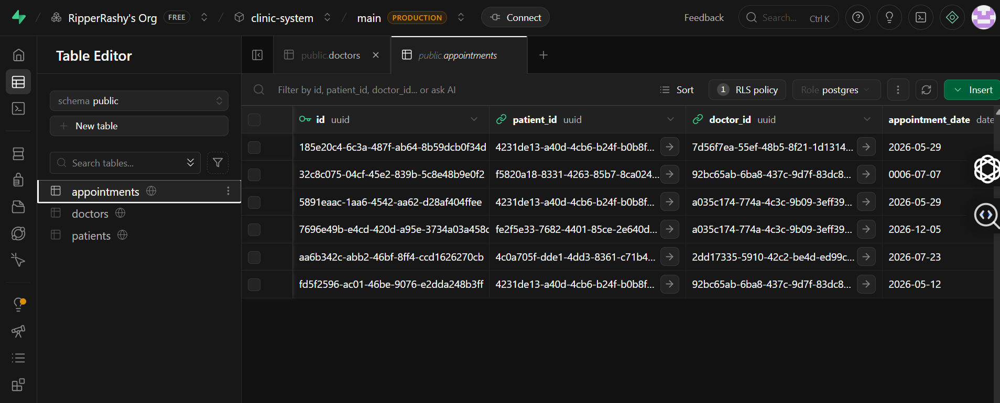 RipperRashy's Org FREE clinic-system main PRODUCTION Connect Feedback Search... Ctrl K
Table Editor
public.doctors public.appointments
schema public
New table
Search tables...
appointments
doctors
patients
Filter by id, patient_id, doctor_id... or ask AI Sort 1 RLS policy Role postgres Insert
id uuid patient_id uuid doctor_id uuid appointment_date date
185e20c4-6c3a-487f-ab64-8b59dcb0f34d 4231de13-a40d-4cb6-b24f-b0b8f... 7d56f7ea-55ef-48b5-8f21-1d1314... 2026-05-29
32c8c075-04cf-45e2-839b-5c8e48b9e0f2 f5820a18-8331-4263-85b7-8ca024... 92bc65ab-6ba8-437c-9d7f-83dc8... 0006-07-07
5891eaac-1aa6-4542-aa62-d28af404ffee 4231de13-a40d-4cb6-b24f-b0b8f... a035c174-774a-4c3c-9b09-3eff39... 2026-05-29
7696e49b-e4cd-420d-a95e-3734a03a458c fe2f5e33-7682-4401-85ce-2e640d... a035c174-774a-4c3c-9b09-3eff39... 2026-12-05
aa6b342c-abb2-46bf-8ff4-ccd1626270cb 4c0a705f-dde1-4dd3-8361-c71b4... 2dd17335-5910-42c2-be4d-ed99c... 2026-07-23
fd5f2596-ac01-46be-9076-e2dda248b3ff 4231de13-a40d-4cb6-b24f-b0b8f... 92bc65ab-6ba8-437c-9d7f-83dc8... 2026-05-12